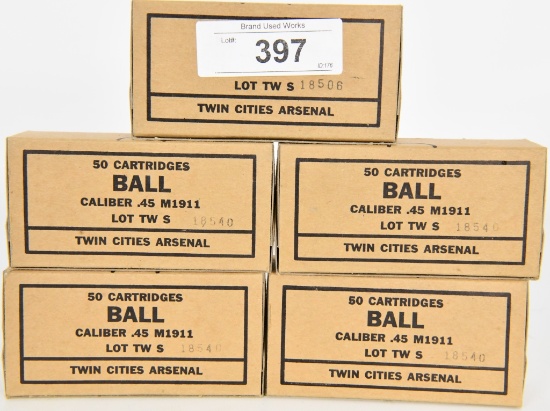 Brand Used Works
Lot#:
397
LOT TW S 18506
TWIN CITIES ARSENAL
50 CARTRIDGES
BALL
CALIBER .45 M1911
LOT TW S 18540
TWIN CITIES ARSENAL
50 CARTRIDGES
BALL
CALIBER .45 M1911
LOT TW S 18540
TWIN CITIES ARSENAL
50 CARTRIDGES
BALL
CALIBER .45 M1911
LOT TW S 18540
TWIN CITIES ARSENAL
50 CARTRIDGES
BALL
CALIBER .45 M1911
LOT TW S 18540
TWIN CITIES ARSENAL